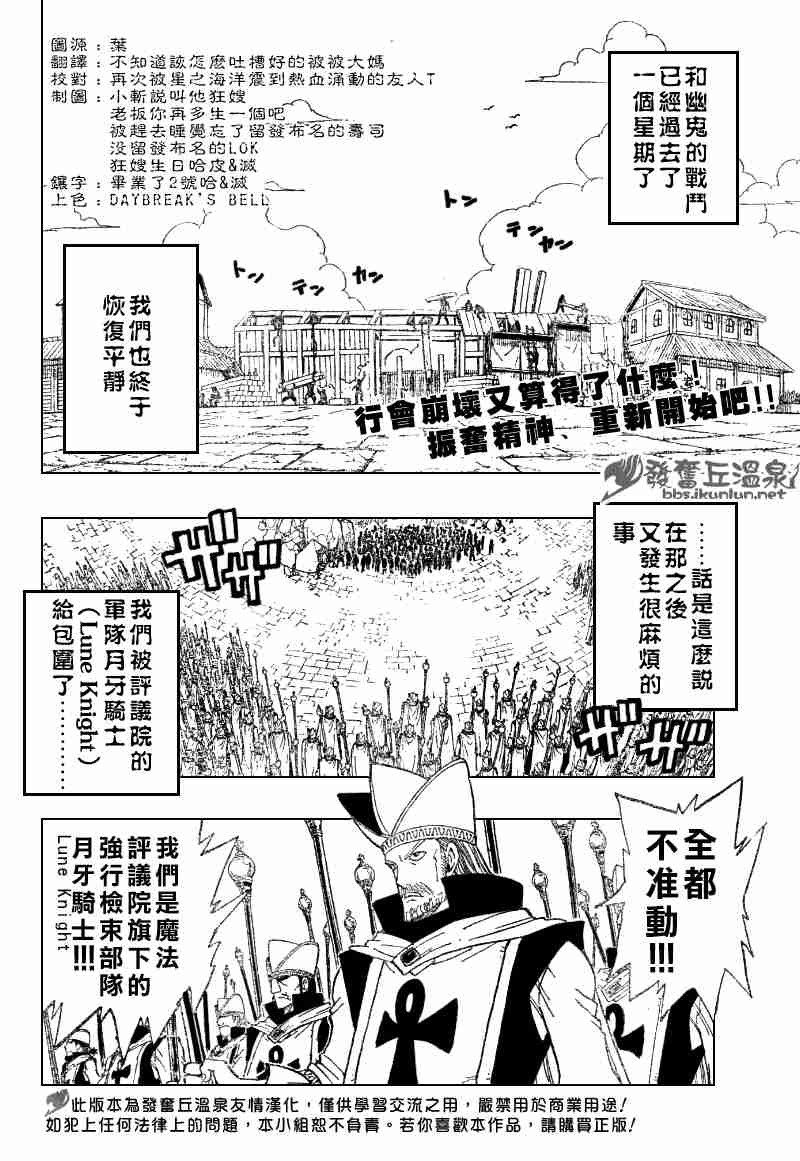 圖源：葉
翻譯：不知道該怎麼吐槽好的被被大媽
校對：再次被星之海洋震到熱血涌動的友人T
制圖：小斬説叫他狂嫂
老板你再多生一個吧
被趕去睡覺忘了留發布名的壽司
没留發布名的LOK
狂嫂生日哈皮&滅
鑲字：畢業了2號哈&滅
上色：DAYBREAK'S BELL
和幽鬼的戰鬥
已經過去了
一個星期了
トン
テン
カン
トン
テン
カン
我們也終于
恢復平靜
行會崩壞又算得了什麼！
振奮精神、重新開始吧!!
發奮丘溫泉
bbs.ikunlun.net
……話是這麼説
在那之後
又發生很麻煩的
事
ザザ
ザザ
我們被評議院的
軍隊月牙騎士
（Lune Knight）
給包圍了…………
全都
不准動!!!
我們是魔法
評議院旗下的
強行檢束部隊
月牙騎士!!!
Lune Knight
此版本為發奮丘溫泉友情漢化，僅供學習交流之用，嚴禁用於商業用途!
如犯上任何法律上的問題，本小組恕不負責。若你喜歡本作品，請購買正版!